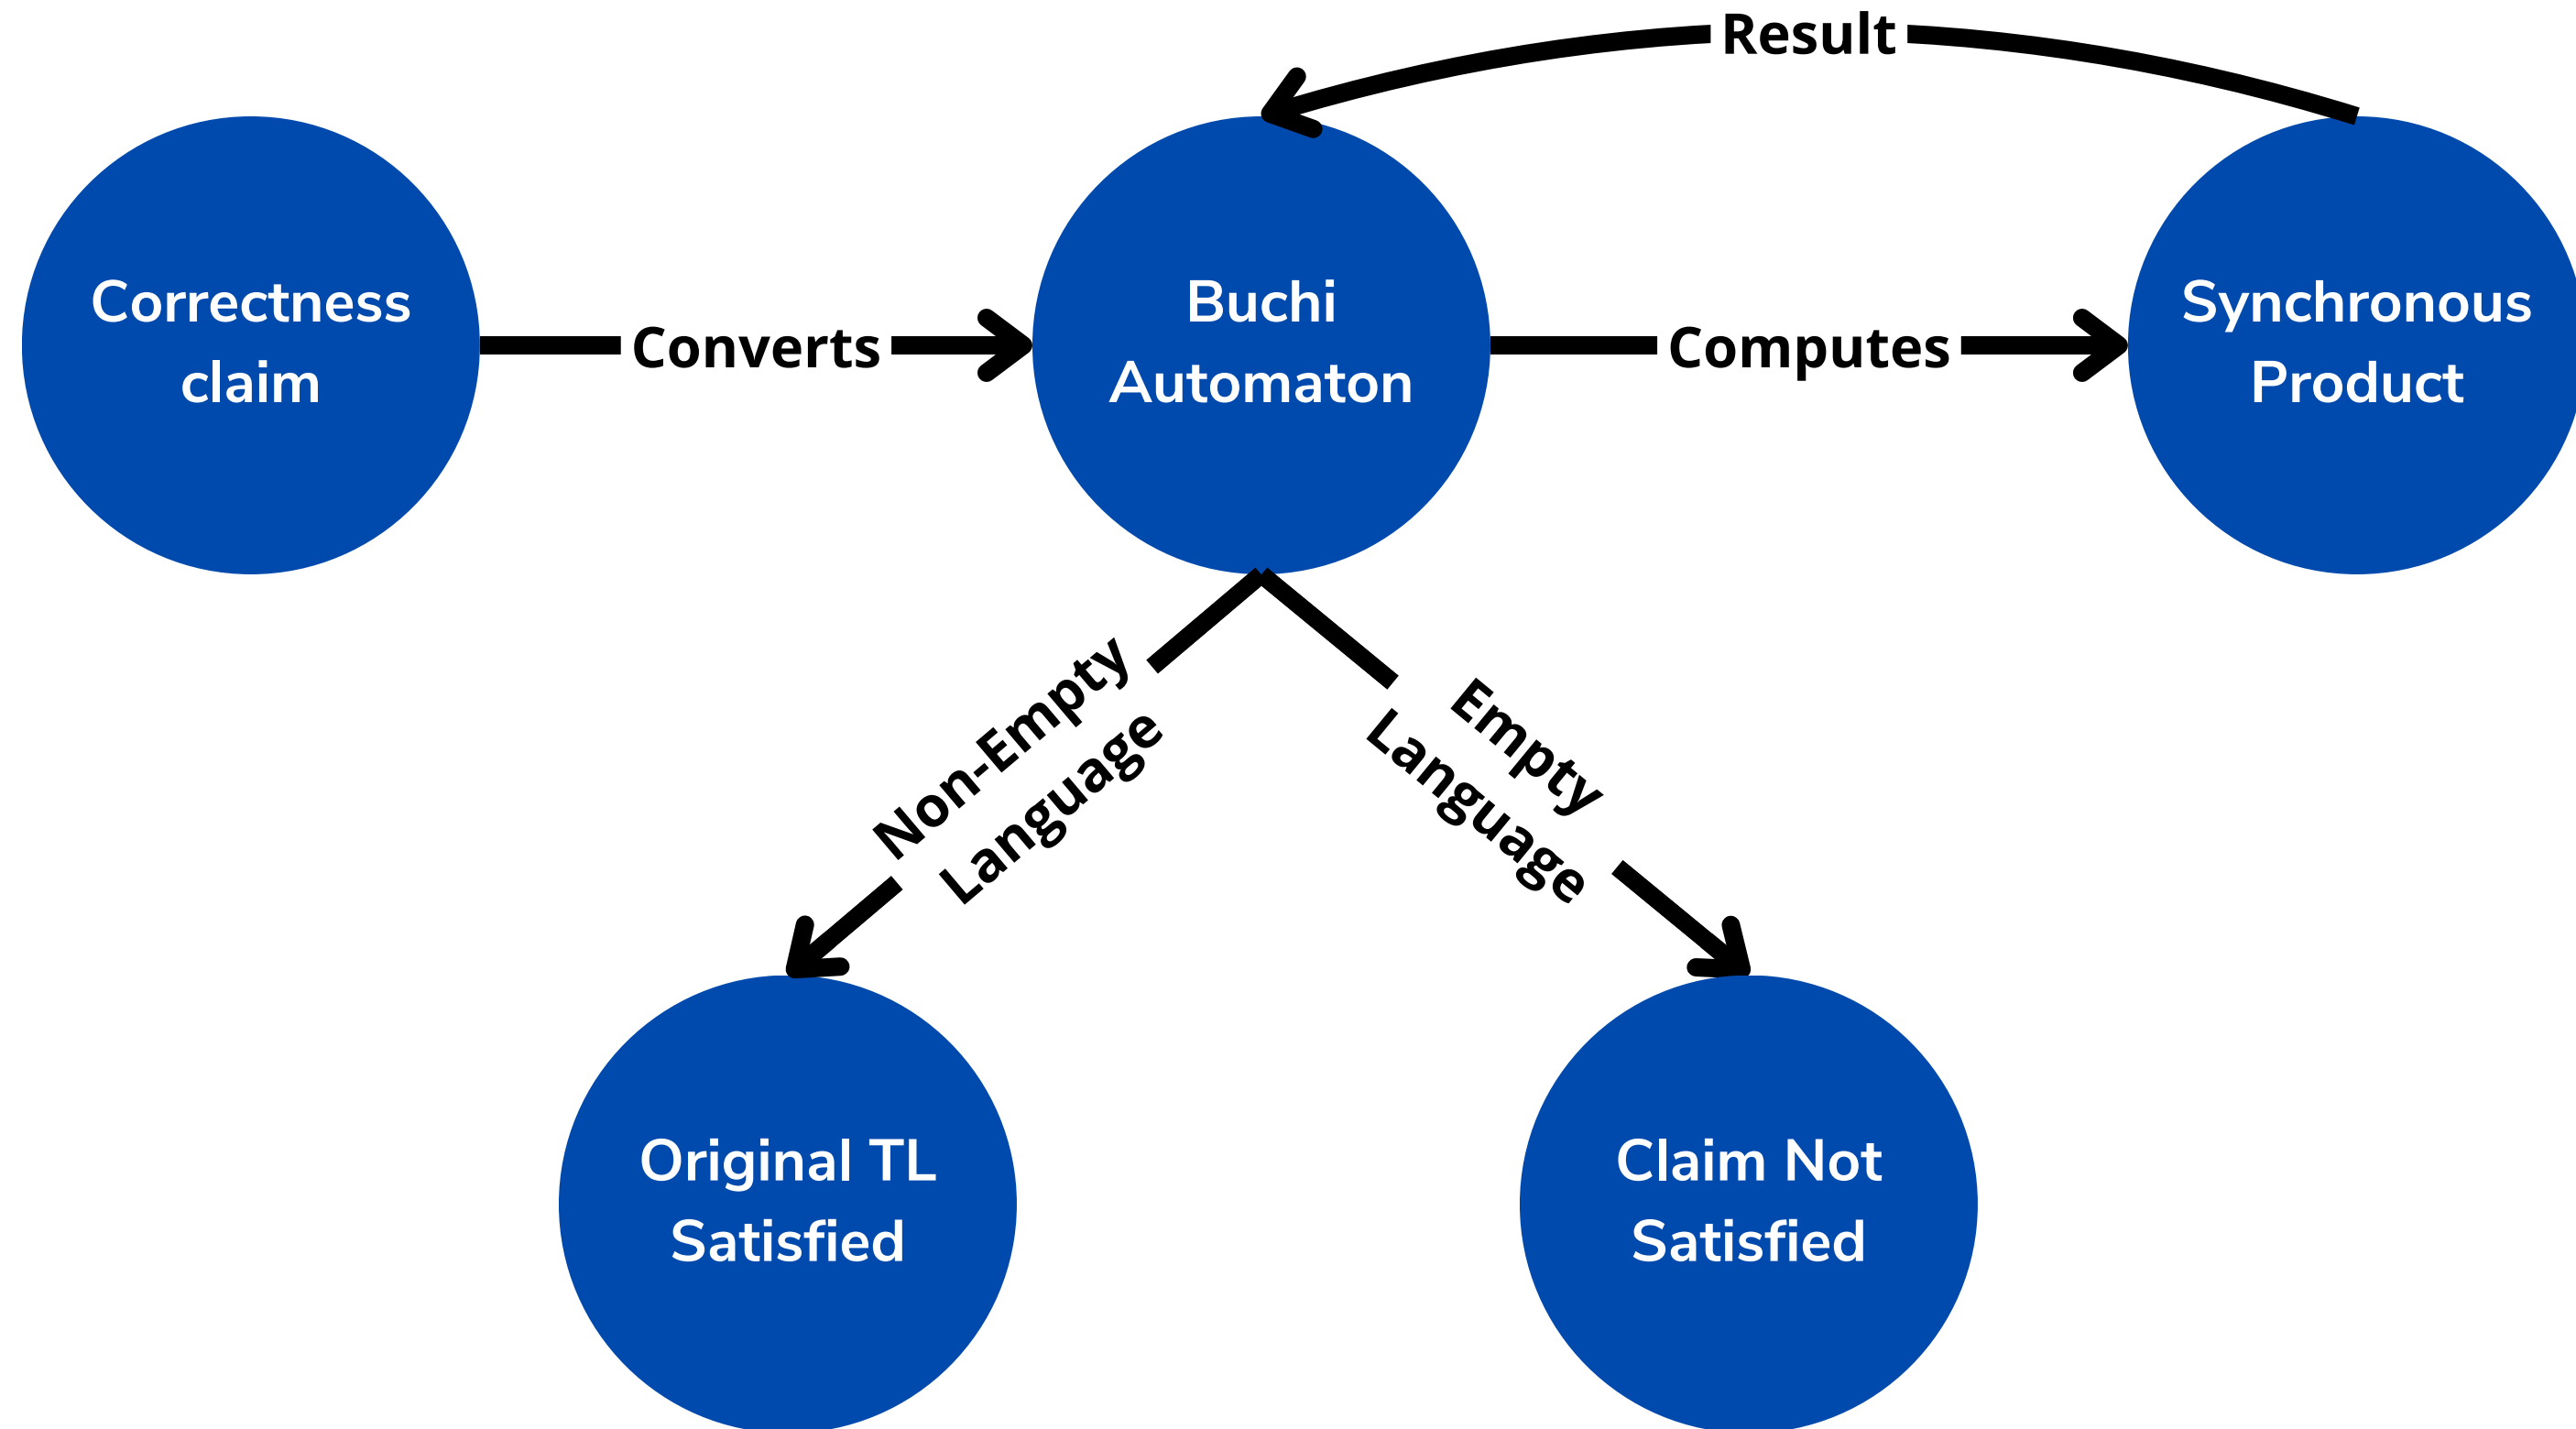 Result
Correctness
claim
Converts
Buchi
Automaton
Computes
Synchronous
Product
Non-Empty
Language
Empty
Language
Original TL
Satisfied
Claim Not
Satisfied